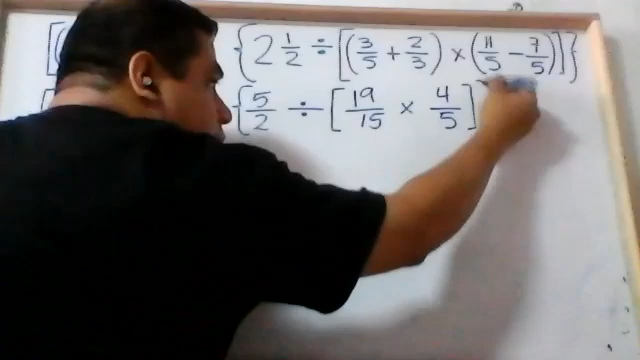 [( { 2 1/2 ÷ [(3/5 + 2/3) × (11/5 − 7/5)]}
[ { 5/2 ÷ [19/15 × 4/5]